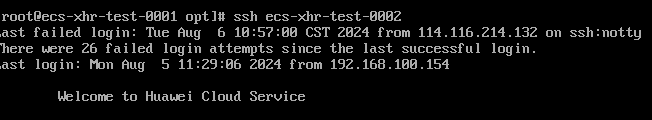 [root@ecs-xhr-test-0001 opt]# ssh ecs-xhr-test-0002
Last failed login: Tue Aug  6 10:57:00 CST 2024 from 114.116.214.132 on ssh:notty
There were 26 failed login attempts since the last successful login.
Last login: Mon Aug  5 11:29:06 2024 from 192.168.100.154
Welcome to Huawei Cloud Service